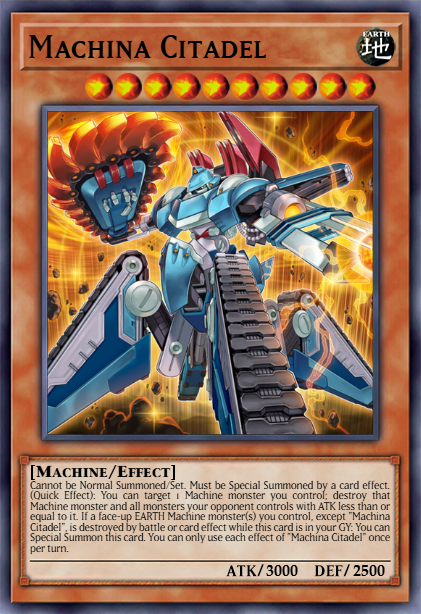 Machina Citadel
EARTH
地
[Machine/Effect]
Cannot be Normal Summoned/Set. Must be Special Summoned by a card effect.
(Quick Effect): You can target 1 Machine monster you control; destroy that
Machine monster and all monsters your opponent controls with ATK less than or
equal to it. If a face-up EARTH Machine monster(s) you control, except "Machina
Citadel", is destroyed by battle or card effect while this card is in your GY: You can
Special Summon this card. You can only use each effect of "Machina Citadel" once
per turn.
ATK/3000 DEF/2500